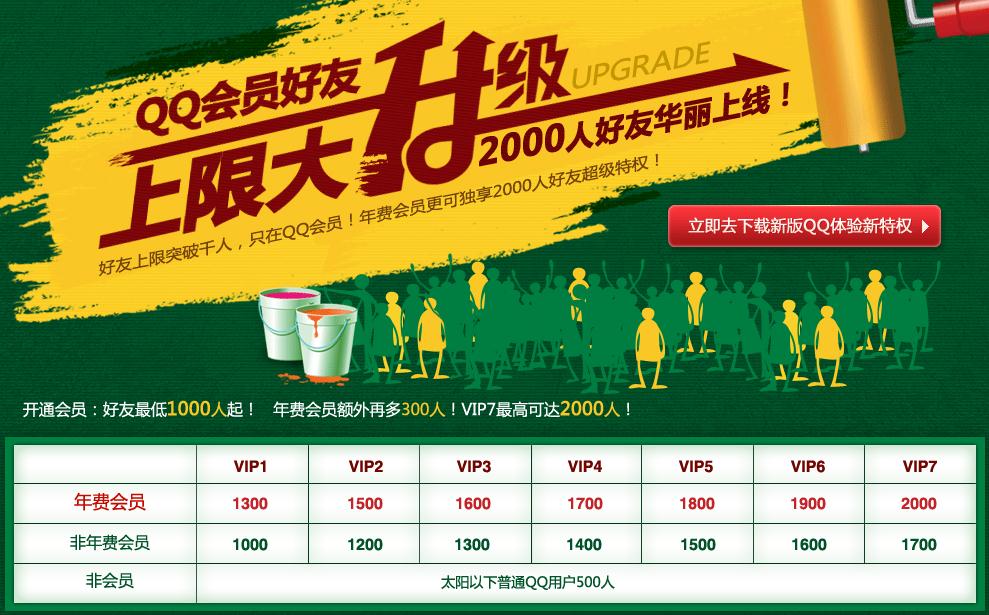 QQ会员好友
上限大升级
UPGRADE
2000人好友华丽上线！
好友上限突破千人，只在QQ会员！年费会员更可独享2000人好友超级特权！
立即去下载新版QQ体验新特权
开通会员：好友最低1000人起！ 年费会员额外再多300人！VIP7最高可达2000人！
VIP1 VIP2 VIP3 VIP4 VIP5 VIP6 VIP7
年费会员 1300 1500 1600 1700 1800 1900 2000
非年费会员 1000 1200 1300 1400 1500 1600 1700
非会员 太阳以下普通QQ用户500人